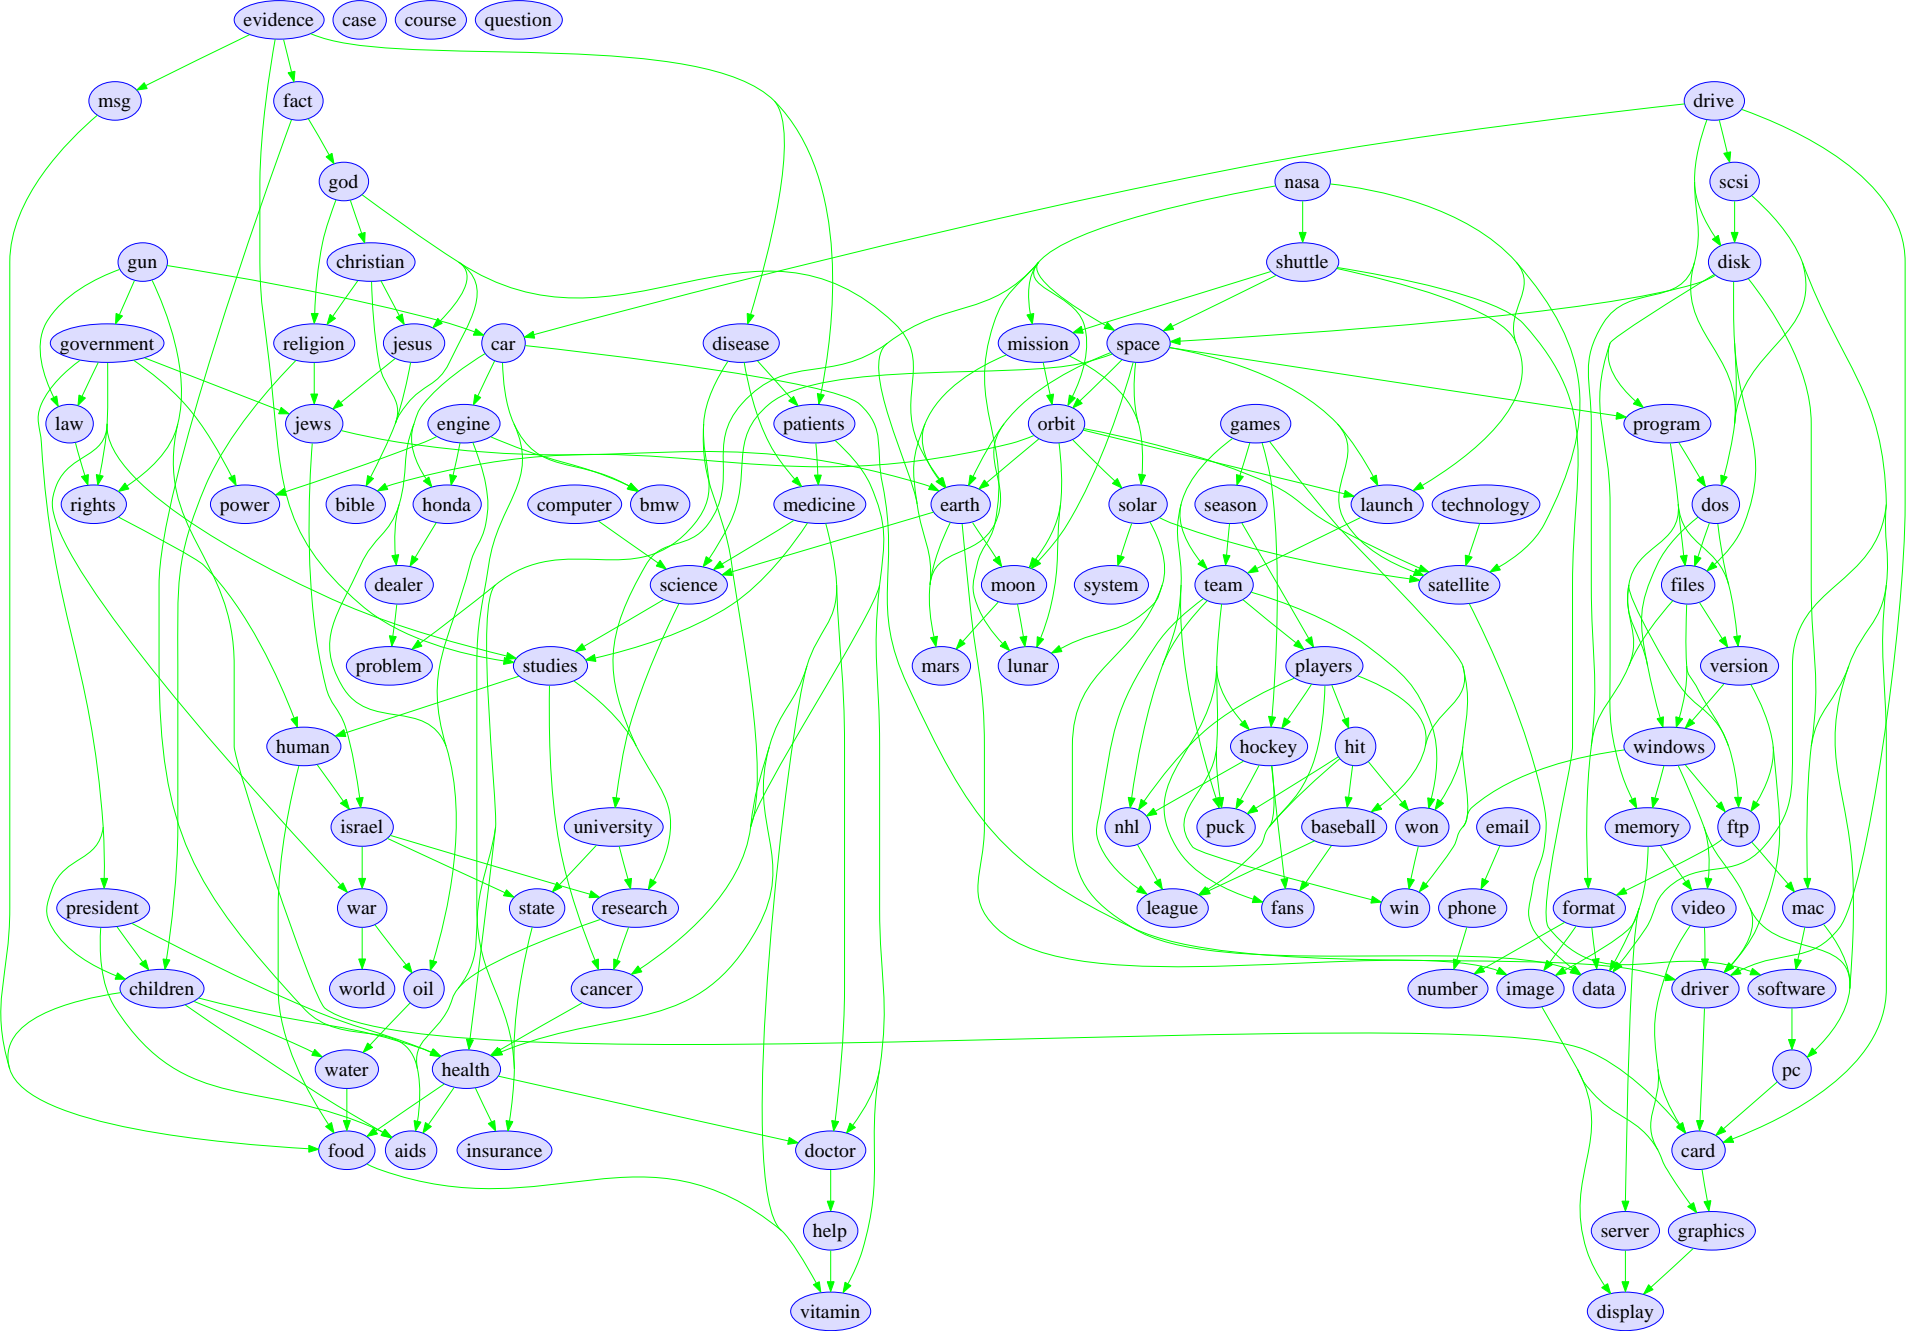 evidence case course question
msg fact drive
god nasa scsi
gun christian shuttle disk
government religion jesus car disease mission space
law jews engine patients orbit games program
rights power bible honda computer bmw medicine earth solar season launch technology dos
dealer science moon system team satellite files
problem studies mars lunar players version
human hockey hit windows
israel university nhl puck baseball won email memory ftp
president war state research league fans win phone format video mac
children world oil cancer number image data driver software
water health pc
food aids insurance doctor card
help server graphics
vitamin display